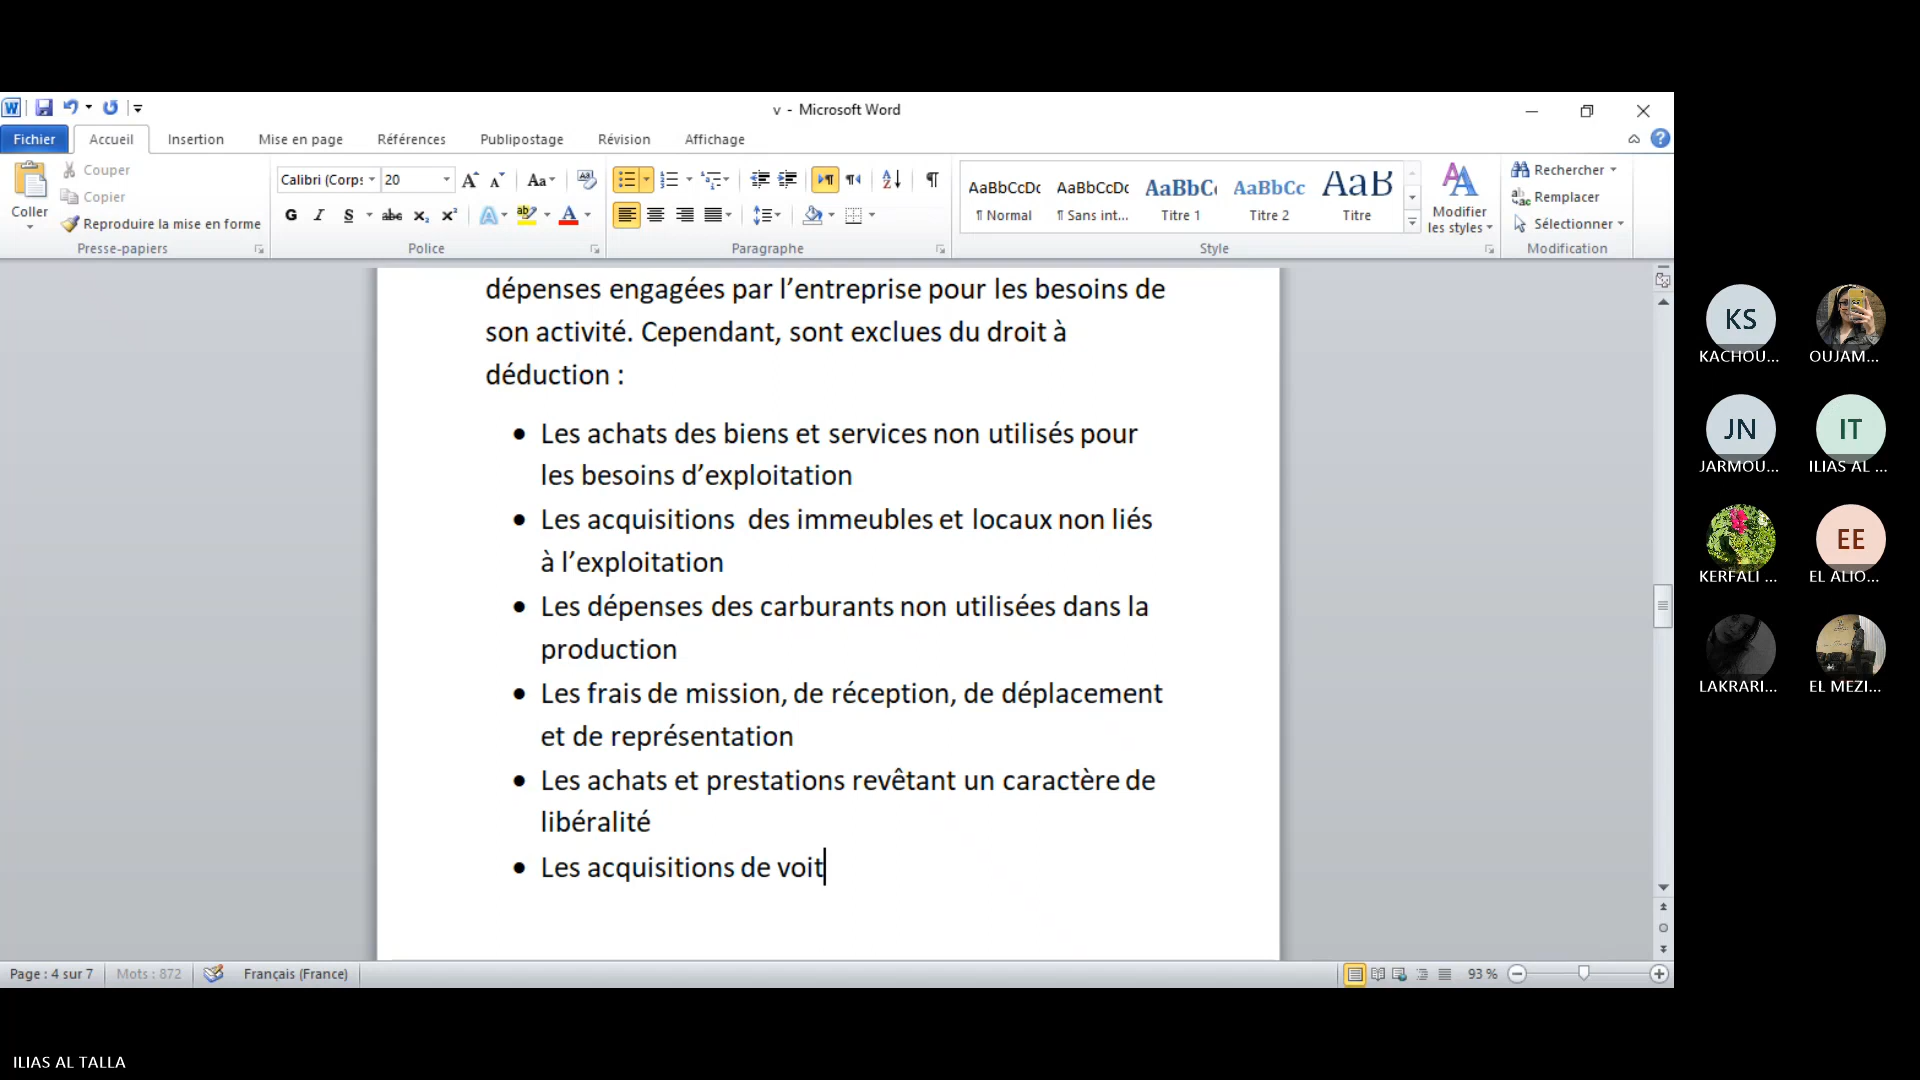 v - Microsoft Word
Fichier Accueil Insertion Mise en page Références Publipostage Révision Affichage
Coller
Couper
Copier
Reproduire la mise en forme
Presse-papiers
Calibri (Corps 20
Aa
G I S abc x₂ x²
Police
Paragraphe
AaBbCcDc AaBbCcDc AaBbC AaBbCc AaB
¶ Normal ¶ Sans int... Titre 1 Titre 2 Titre
Modifier
les styles
Style
Rechercher
Remplacer
Sélectionner
Modification
dépenses engagées par l’entreprise pour les besoins de
son activité. Cependant, sont exclues du droit à
déduction :
• Les achats des biens et services non utilisés pour
les besoins d’exploitation
• Les acquisitions des immeubles et locaux non liés
à l’exploitation
• Les dépenses des carburants non utilisées dans la
production
• Les frais de mission, de réception, de déplacement
et de représentation
• Les achats et prestations revêtant un caractère de
libéralité
• Les acquisitions de voit
Page : 4 sur 7 Mots : 872 Français (France) 93 %
KS
KACHOU...
OUJAM...
JN
JARMOU...
IT
ILIAS AL ...
KERFALI ...
EE
EL ALIO...
LAKRARI...
EL MEZI...
ILIAS AL TALLA